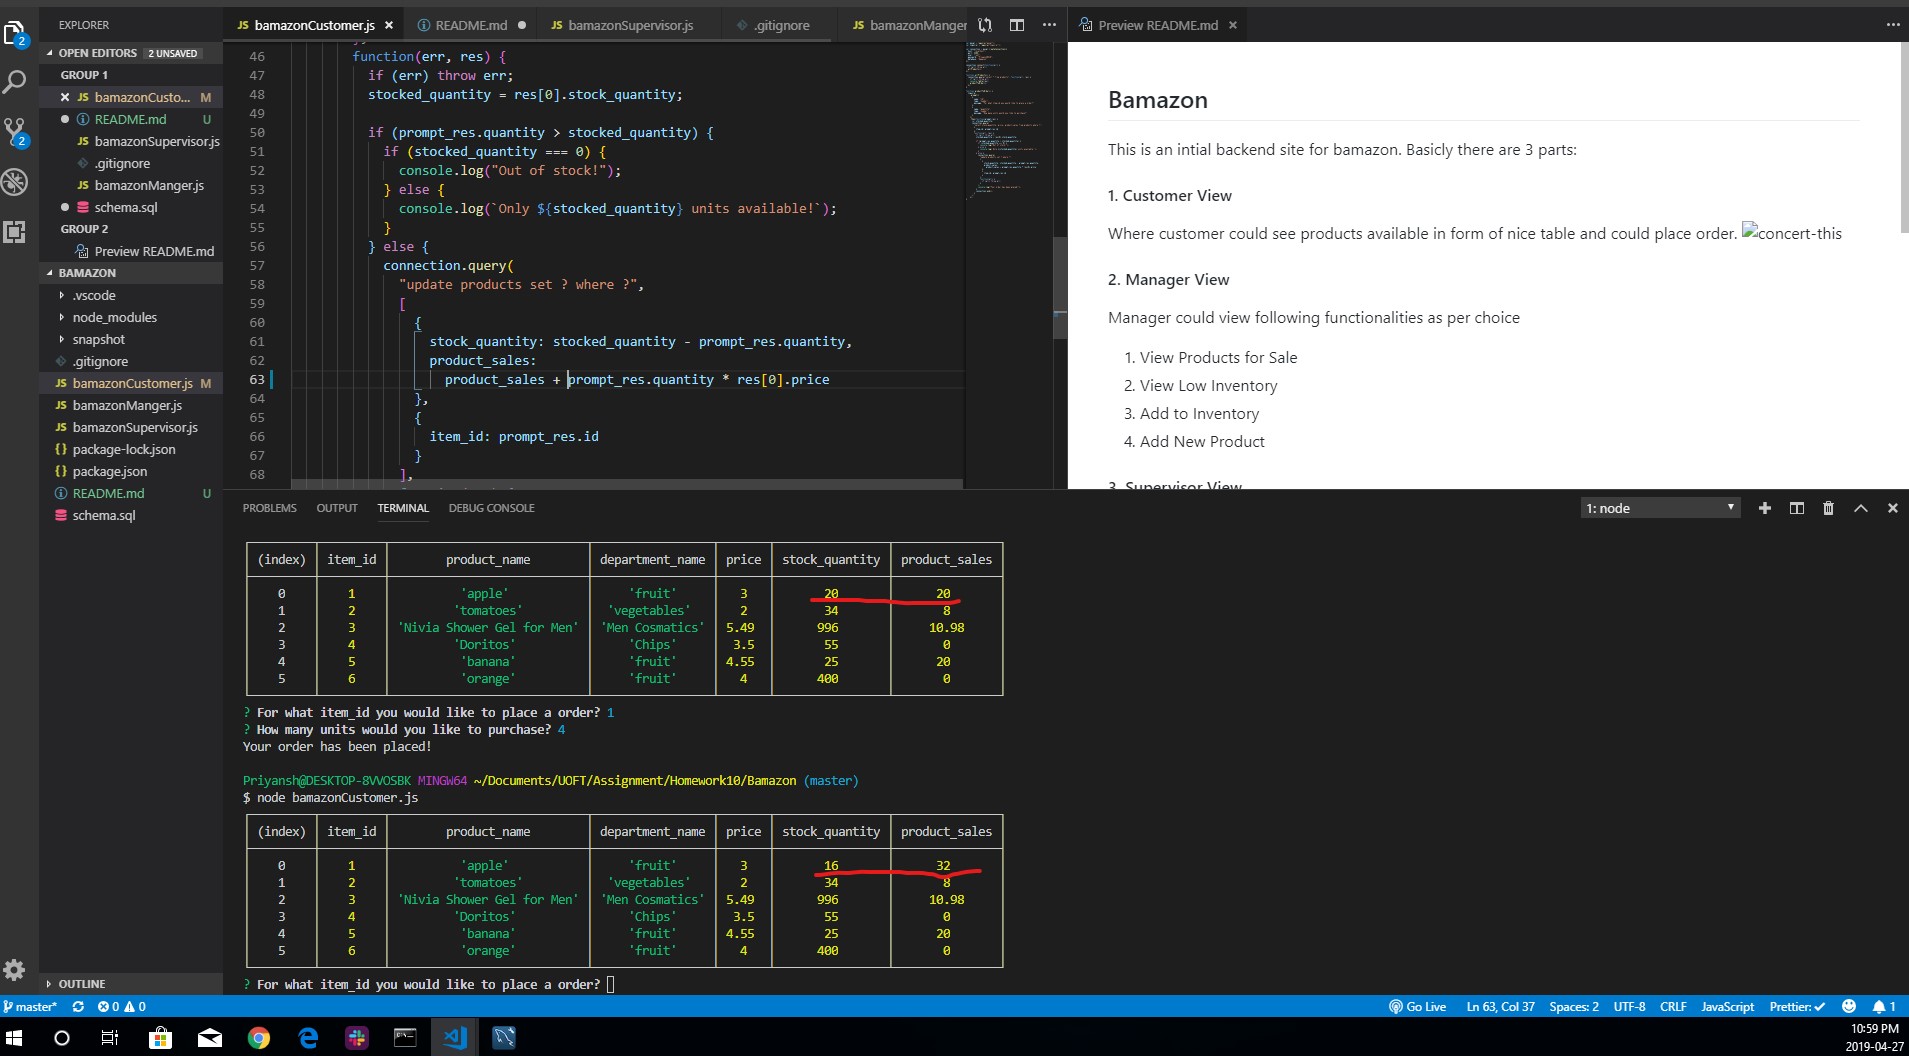 EXPLORER
OPEN EDITORS 2 UNSAVED
GROUP 1
bamazonCusto... M
README.md U
bamazonSupervisor.js
.gitignore
bamazonManger.js
schema.sql
GROUP 2
Preview README.md
BAMAZON
.vscode
node_modules
snapshot
.gitignore
bamazonCustomer.js M
bamazonManger.js
bamazonSupervisor.js
package-lock.json
package.json
README.md U
schema.sql
OUTLINE
2
2
bamazonCustomer.js README.md bamazonSupervisor.js .gitignore bamazonManger
46 function(err, res) {
47 if (err) throw err;
48 stocked_quantity = res[0].stock_quantity;
49
50 if (prompt_res.quantity > stocked_quantity) {
51 if (stocked_quantity === 0) {
52 console.log("Out of stock!");
53 } else {
54 console.log(`Only ${stocked_quantity} units available!`);
55 }
56 } else {
57 connection.query(
58 "update products set ? where ?",
59 [
60 {
61 stock_quantity: stocked_quantity - prompt_res.quantity,
62 product_sales:
63 product_sales + prompt_res.quantity * res[0].price
64 },
65 {
66 item_id: prompt_res.id
67 }
68 ],
Preview README.md
Bamazon
This is an intial backend site for bamazon. Basicly there are 3 parts:
1. Customer View
Where customer could see products available in form of nice table and could place order. concert-this
2. Manager View
Manager could view following functionalities as per choice
1. View Products for Sale
2. View Low Inventory
3. Add to Inventory
4. Add New Product
3. Supervisor View
PROBLEMS OUTPUT TERMINAL DEBUG CONSOLE 1: node
(index) item_id product_name department_name price stock_quantity product_sales
0 1 'apple' 'fruit' 3 20 20
1 2 'tomatoes' 'vegetables' 2 34 8
2 3 'Nivia Shower Gel for Men' 'Men Cosmatics' 5.49 996 10.98
3 4 'Doritos' 'Chips' 3.5 55 0
4 5 'banana' 'fruit' 4.55 25 20
5 6 'orange' 'fruit' 4 400 0
? For what item_id you would like to place a order? 1
? How many units would you like to purchase? 4
Your order has been placed!
Priyansh@DESKTOP-8VVOSBK MINGW64 ~/Documents/UOFT/Assignment/Homework10/Bamazon (master)
$ node bamazonCustomer.js
(index) item_id product_name department_name price stock_quantity product_sales
0 1 'apple' 'fruit' 3 16 32
1 2 'tomatoes' 'vegetables' 2 34 8
2 3 'Nivia Shower Gel for Men' 'Men Cosmatics' 5.49 996 10.98
3 4 'Doritos' 'Chips' 3.5 55 0
4 5 'banana' 'fruit' 4.55 25 20
5 6 'orange' 'fruit' 4 400 0
? For what item_id you would like to place a order?
master* 0 0 Go Live Ln 63, Col 37 Spaces: 2 UTF-8 CRLF JavaScript Prettier: ✓ 1
10:59 PM
2019-04-27